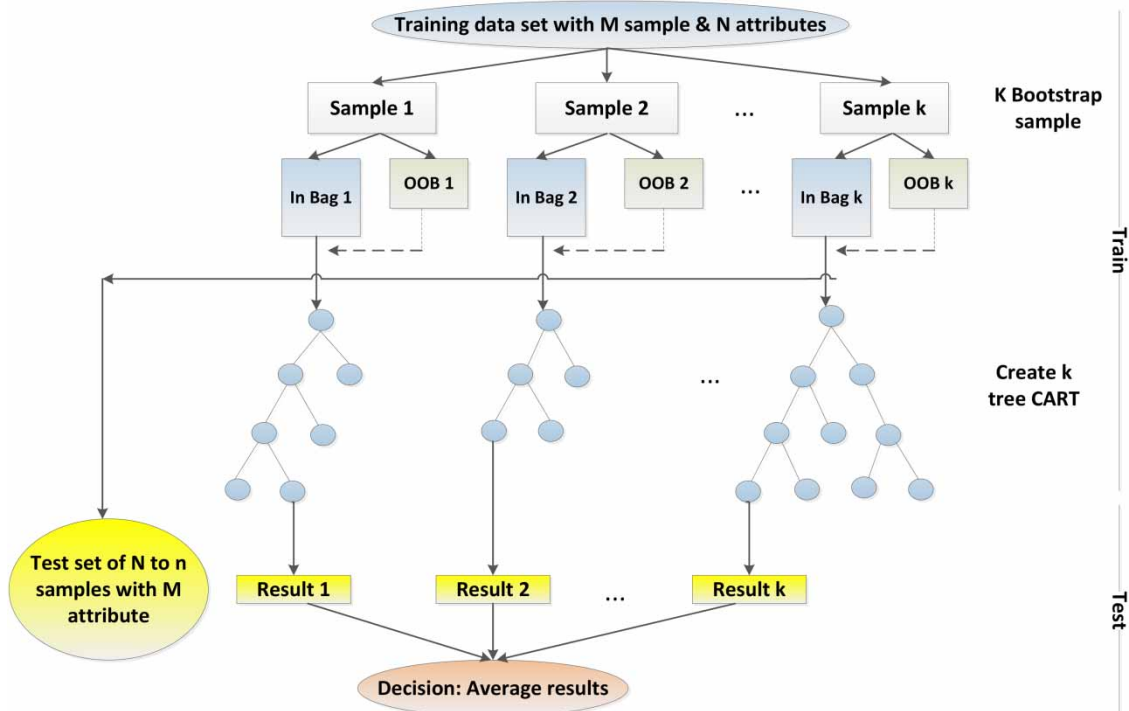 Training data set with M sample & N attributes
Sample 1
Sample 2
...
Sample k
K Bootstrap
sample
In Bag 1
OOB 1
In Bag 2
OOB 2
...
In Bag k
OOB k
Train
...
Create k
tree CART
Test set of N to n
samples with M
attribute
Result 1
Result 2
...
Result k
Test
Decision: Average results